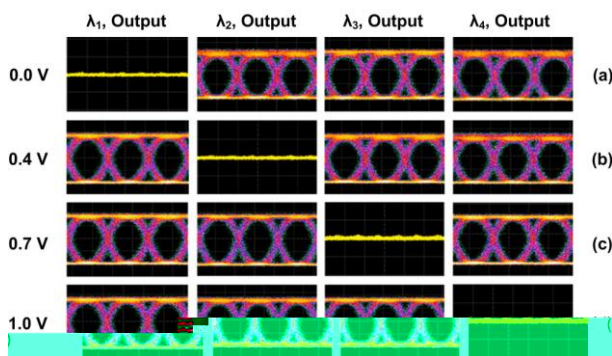 λ1, Output λ2, Output λ3, Output λ4, Output
0.0 V (a)
0.4 V (b)
0.7 V (c)
1.0 V